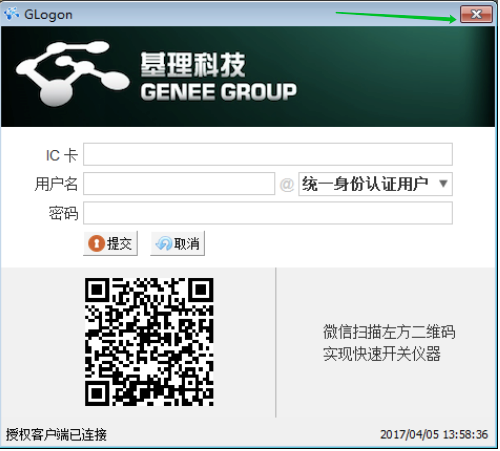 GLogon
基理科技
GENEE GROUP
IC 卡
用户名 @ 统一身份认证用户
密码
提交 取消
微信扫描左方二维码
实现快速开关仪器
授权客户端已连接 2017/04/05 13:58:36